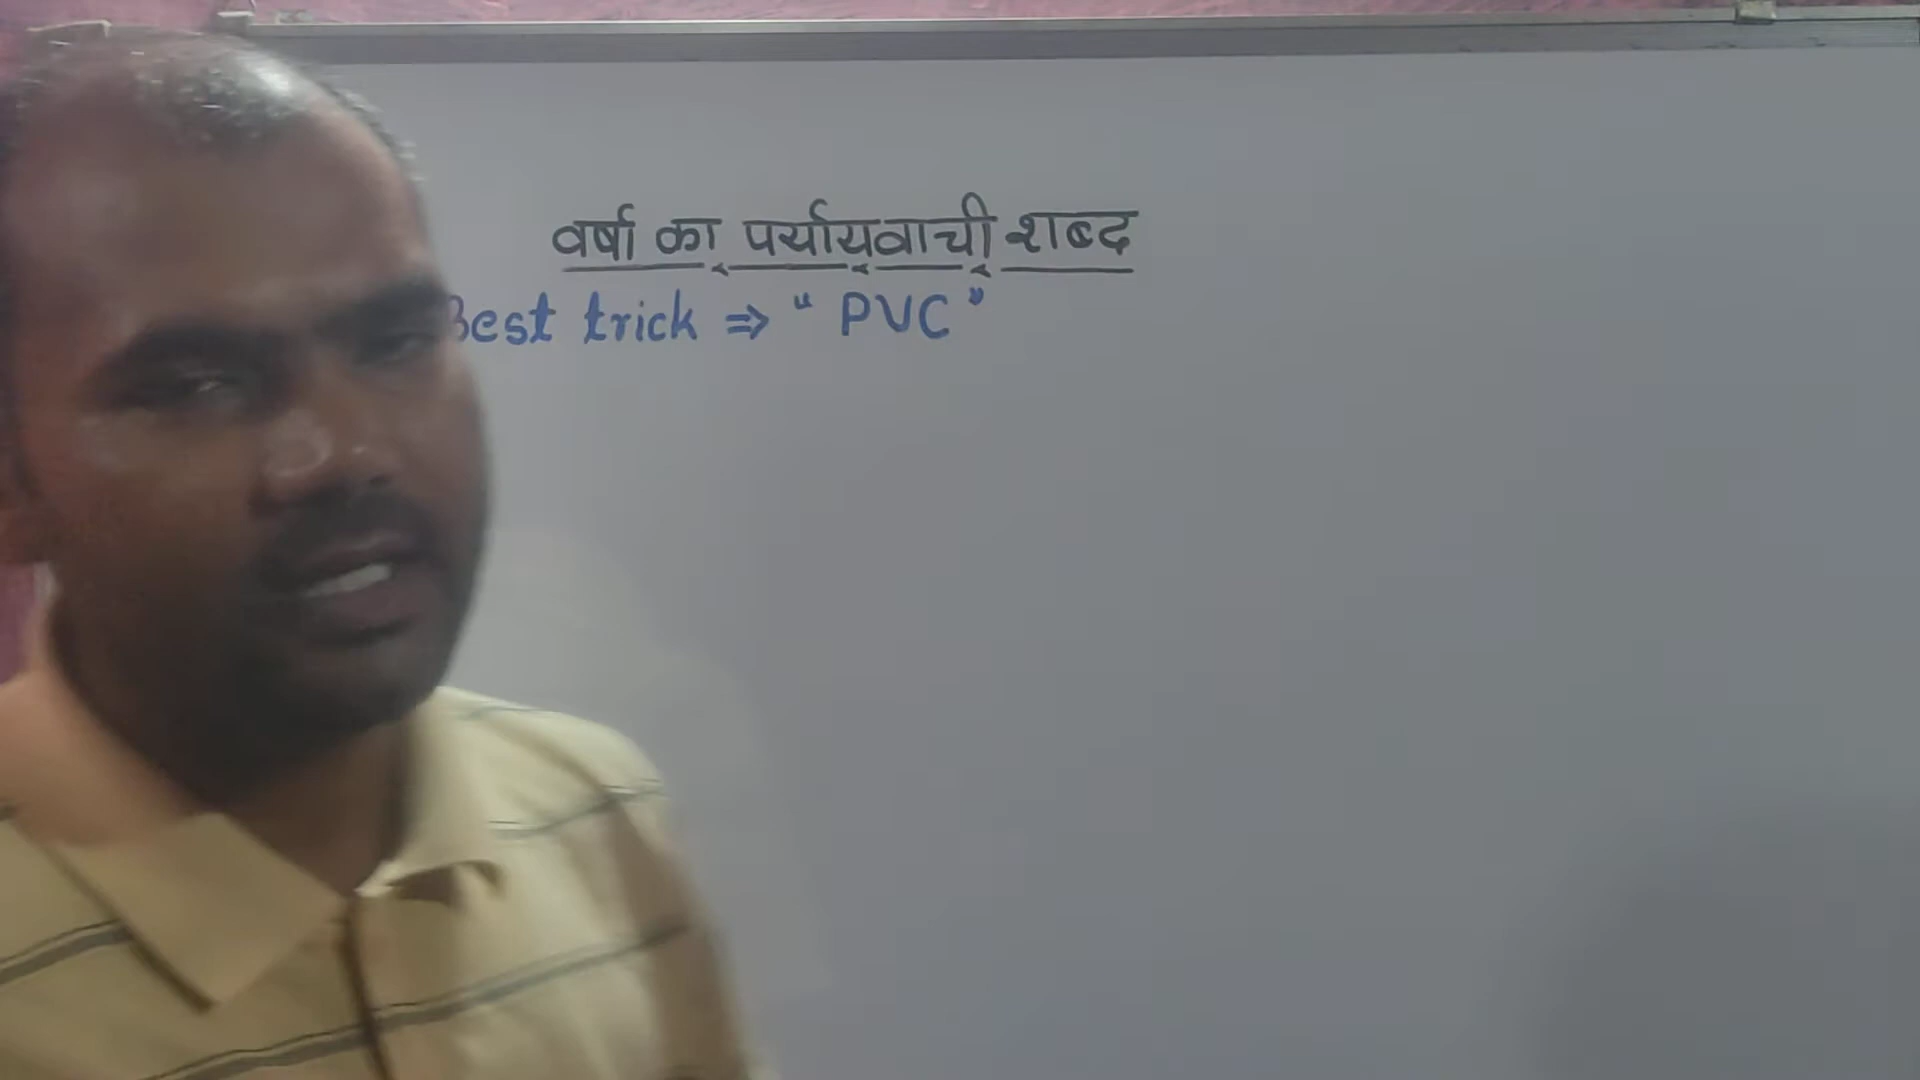 वर्षा का पर्यायवाची शब्द
Best trick ⇒ “ PVC ”